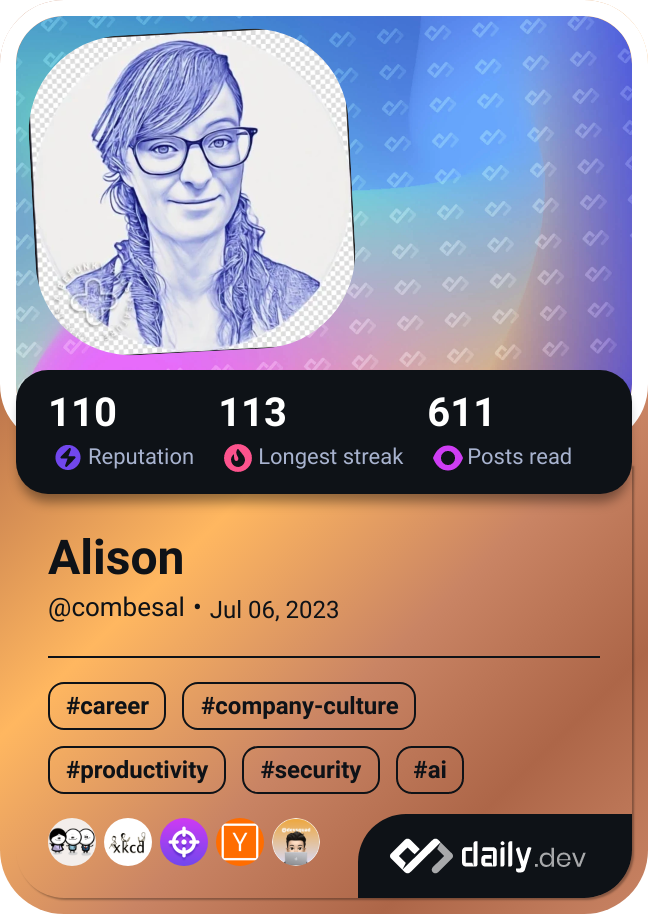 110 113 611
Reputation Longest streak Posts read
Alison
@combesal • Jul 06, 2023
#career #company-culture
#productivity #security #ai
xkcd Y
daily.dev